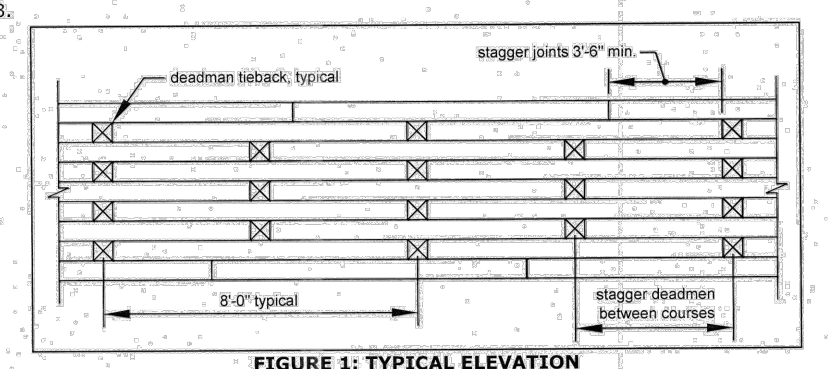 3.
stagger joints 3'-6" min.
deadman tieback, typical
8'-0" typical
stagger deadmen
between courses
FIGURE 1: TYPICAL ELEVATION